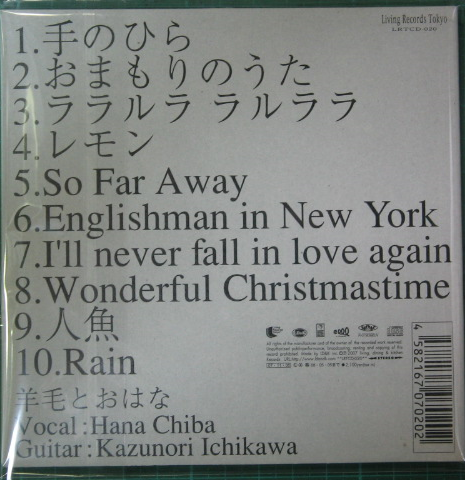 Living Records Tokyo
LRTCD-020
1.手のひら
2.おまもりのうた
3.ララルラ ラルララ
4.レモン
5.So Far Away
6.Englishman in New York
7.I'll never fall in love again
8.Wonderful Christmastime
9.人魚
10.Rain
羊毛とおはな
Vocal:Hana Chiba
Guitar:Kazunori Ichikawa
4 582167 070202